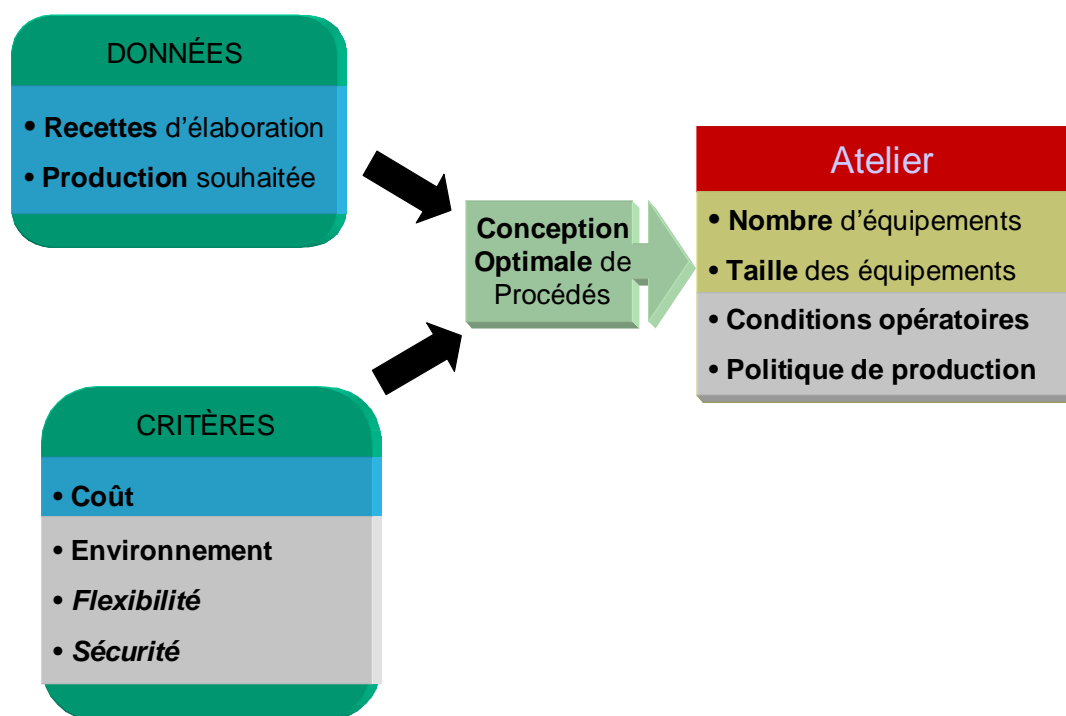 DONNÉES
• Recettes d'élaboration
• Production souhaitée
CRITÈRES
• Coût
• Environnement
• Flexibilité
• Sécurité
Conception
Optimale de
Procédés
Atelier
• Nombre d'équipements
• Taille des équipements
• Conditions opératoires
• Politique de production